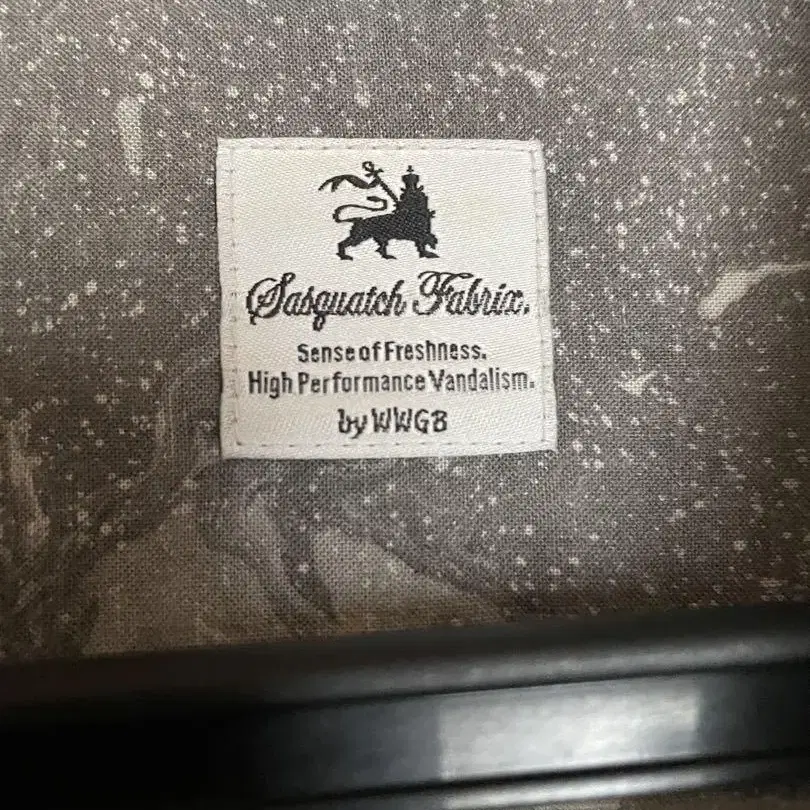 Sasquatch Fabrix.
Sense of Freshness.
High Performance Vandalism.
by WWGB